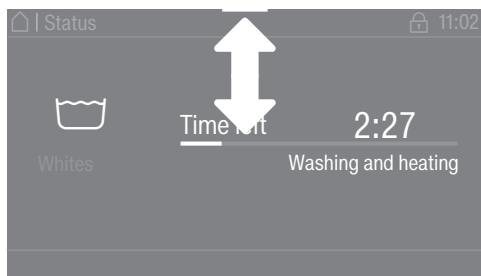 | Status 11:02
Time left 2:27
Whites
Washing and heating